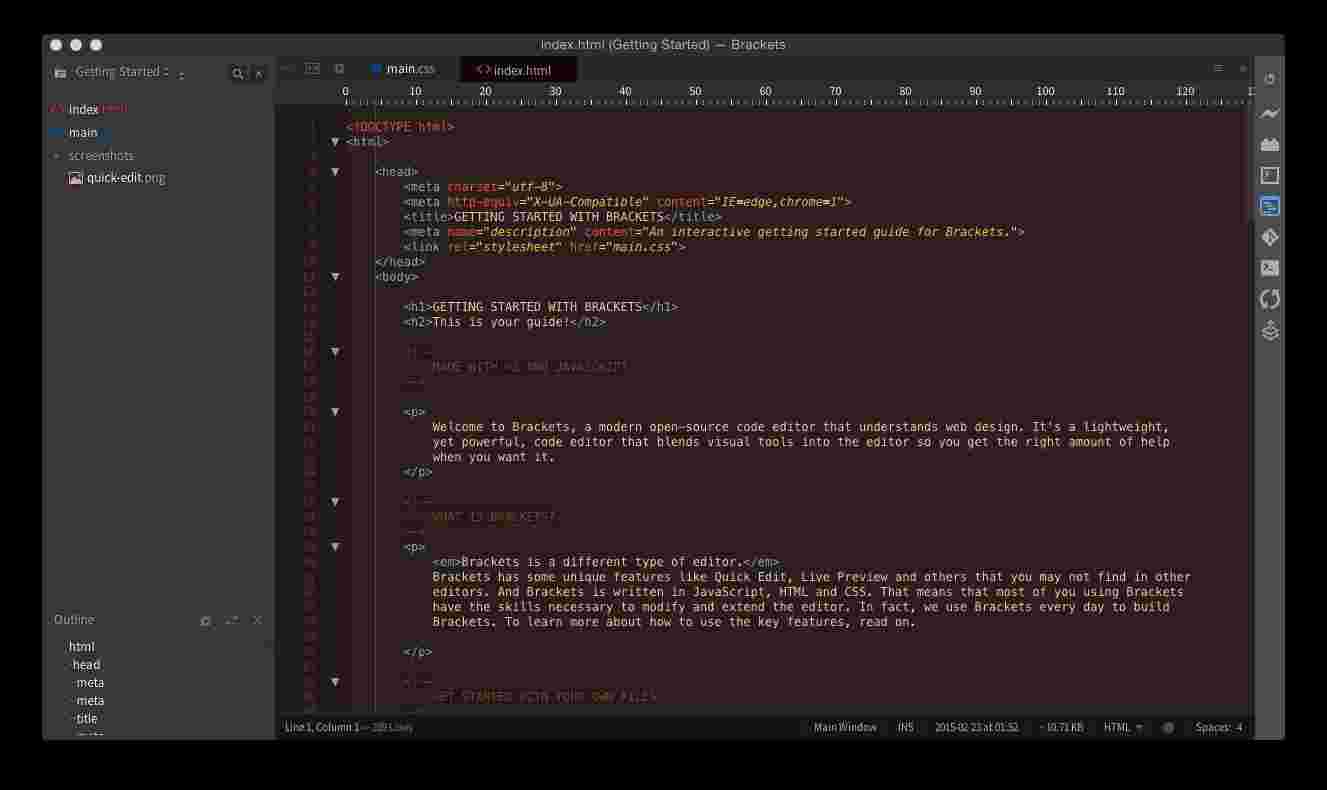 index.html (Getting Started) — Brackets
Getting Started
main.css
index.html
0 10 20 30 40 50 60 70 80 90 100 110 120
index.html
main
screenshots
quick-edit.png
<!DOCTYPE html>
<html>
<head>
<meta charset="utf-8">
<meta http-equiv="X-UA-Compatible" content="IE=edge,chrome=1">
<title>GETTING STARTED WITH BRACKETS</title>
<meta name="description" content="An interactive getting started guide for Brackets.">
<link rel="stylesheet" href="main.css">
</head>
<body>
<h1>GETTING STARTED WITH BRACKETS</h1>
<h2>This is your guide!</h2>
MADE WITH <3 AND JAVASCRIPT
<p>
Welcome to Brackets, a modern open-source code editor that understands web design. It's a lightweight,
yet powerful, code editor that blends visual tools into the editor so you get the right amount of help
when you want it.
</p>
WHAT IS BRACKETS?
<p>
<em>Brackets is a different type of editor.</em>
Brackets has some unique features like Quick Edit, Live Preview and others that you may not find in other
editors. And Brackets is written in JavaScript, HTML and CSS. That means that most of you using Brackets
have the skills necessary to modify and extend the editor. In fact, we use Brackets every day to build
Brackets. To learn more about how to use the key features, read on.
</p>
GET STARTED WITH YOUR OWN FILES
Outline
html
head
meta
meta
title
meta
Line 1, Column 1
Main Window
INS
2015-02-23 at 01:52
~ 10.71 KB
HTML
Spaces: 4